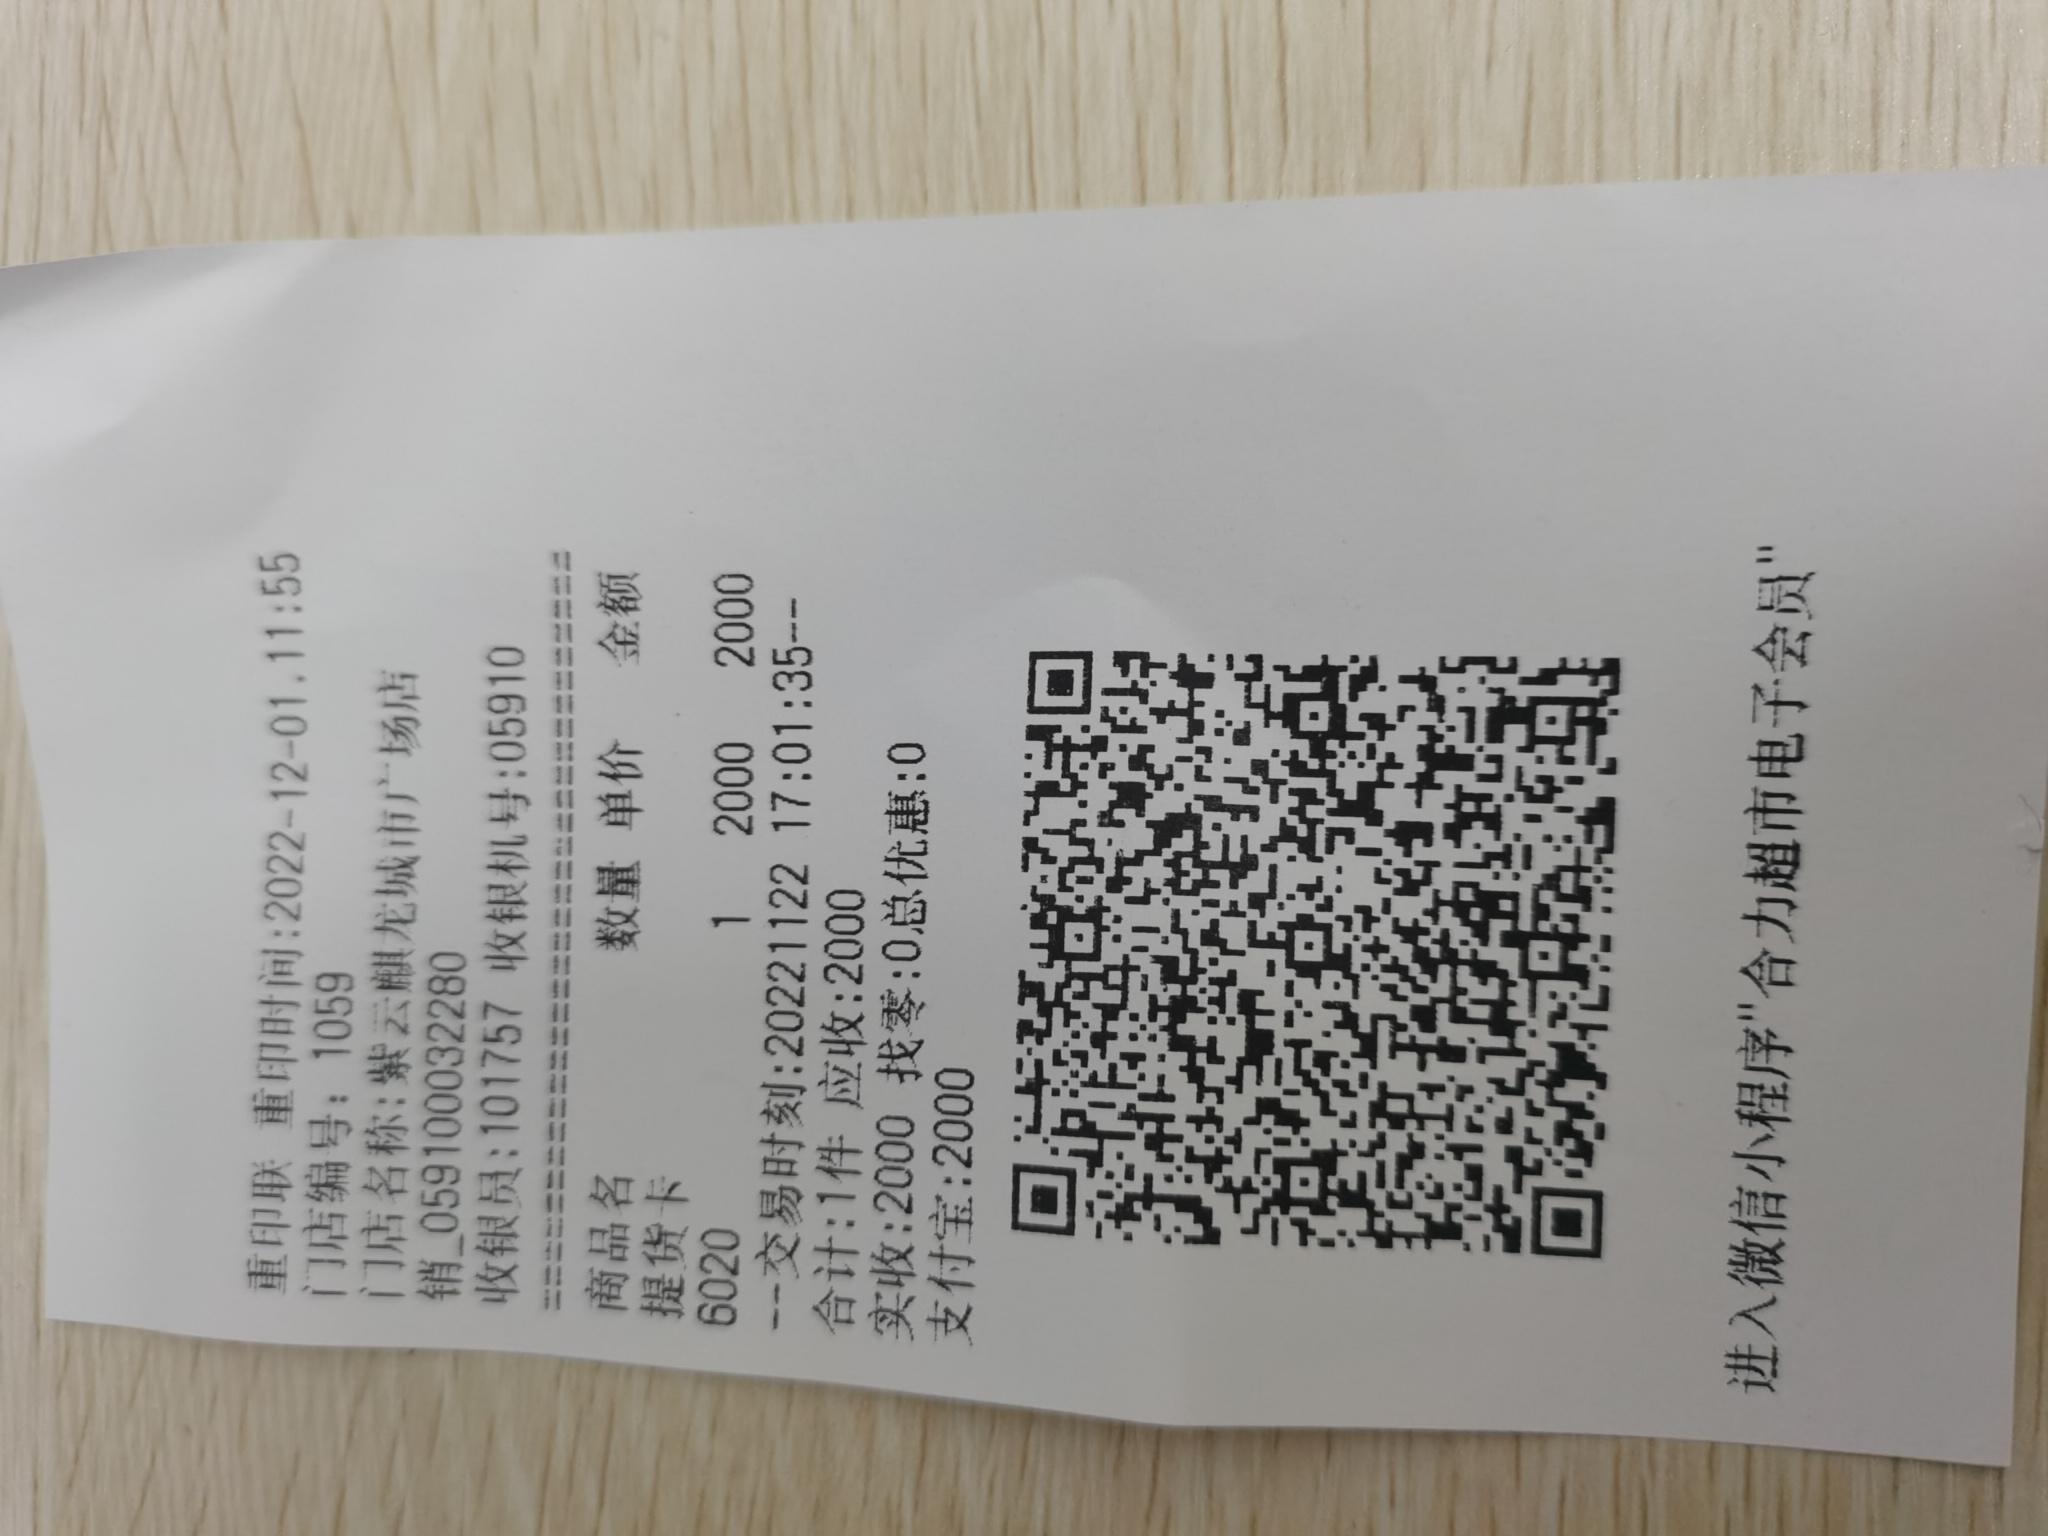 重印联 重印时间:2022-12-01.11:55
门店编号: 1059
门店名称:紫云麒龙城市广场店
销_0591000032280
收银员:101757 收银机号:05910
======================================
商品名 数量 单价 金额
提货卡
6020 1 2000 2000
--交易时刻:20221122 17:01:35--
合计:1件 应收:2000
实收:2000 找零:0总优惠:0
支付宝:2000
进入微信小程序"合力超市电子会员"